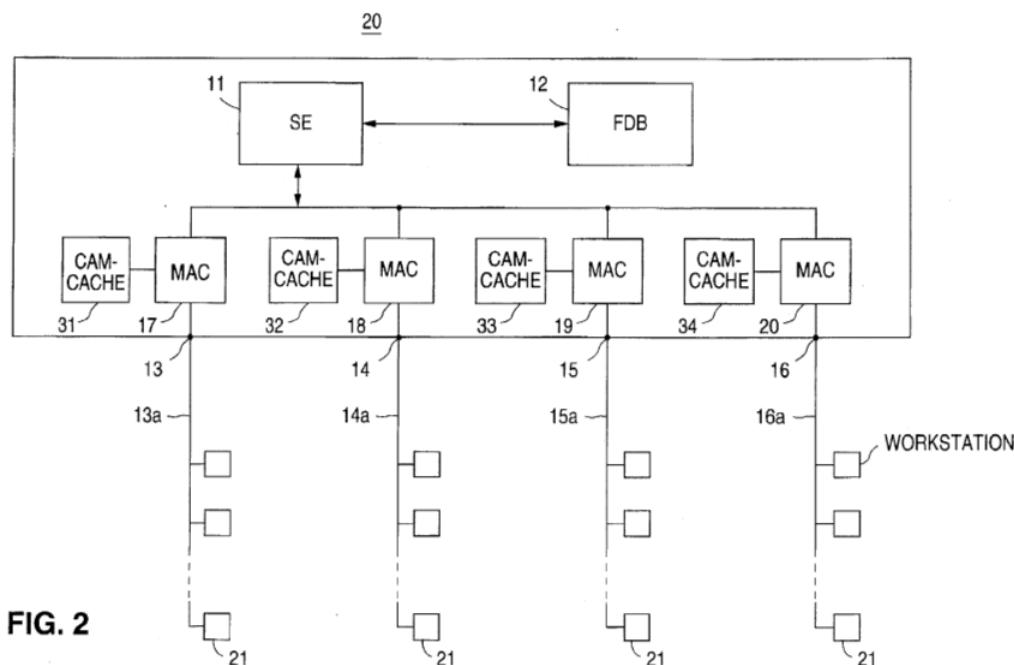 20
11
SE
12
FDB
CAM-
CACHE
MAC
CAM-
CACHE
MAC
CAM-
CACHE
MAC
CAM-
CACHE
MAC
31
17
32
18
33
19
34
20
13
14
15
16
13a
14a
15a
16a
WORKSTATION
FIG. 2
21
21
21
21